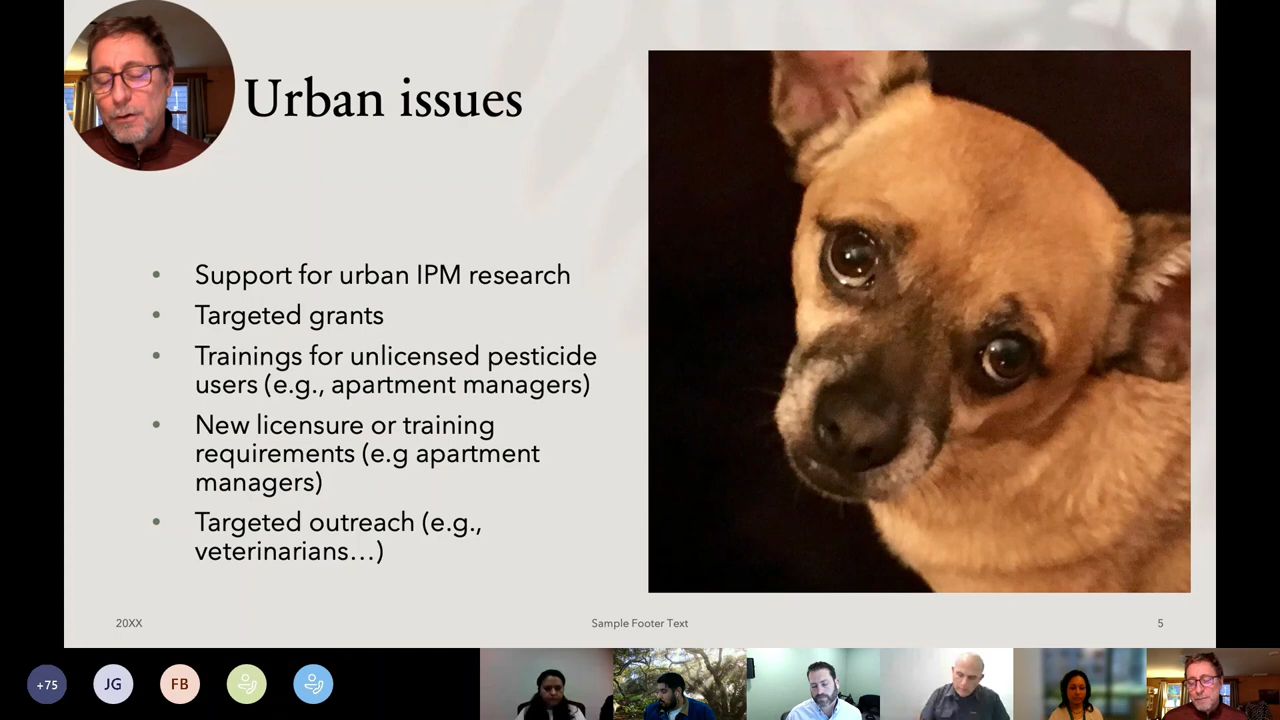 Urban issues
• Support for urban IPM research
• Targeted grants
• Trainings for unlicensed pesticide
users (e.g., apartment managers)
• New licensure or training
requirements (e.g apartment
managers)
• Targeted outreach (e.g.,
veterinarians…)
20XX
Sample Footer Text
5
+75
JG
FB